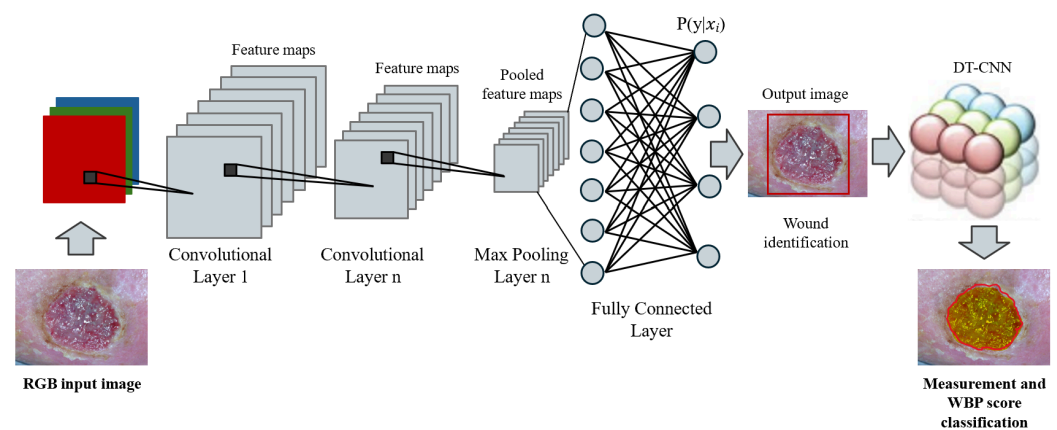 RGB input image
Feature maps
Convolutional
Layer 1
Feature maps
Convolutional
Layer n
Pooled
feature maps
Max Pooling
Layer n
P(y|xᵢ)
Fully Connected
Layer
Output image
Wound
identification
DT-CNN
Measurement and
WBP score
classification